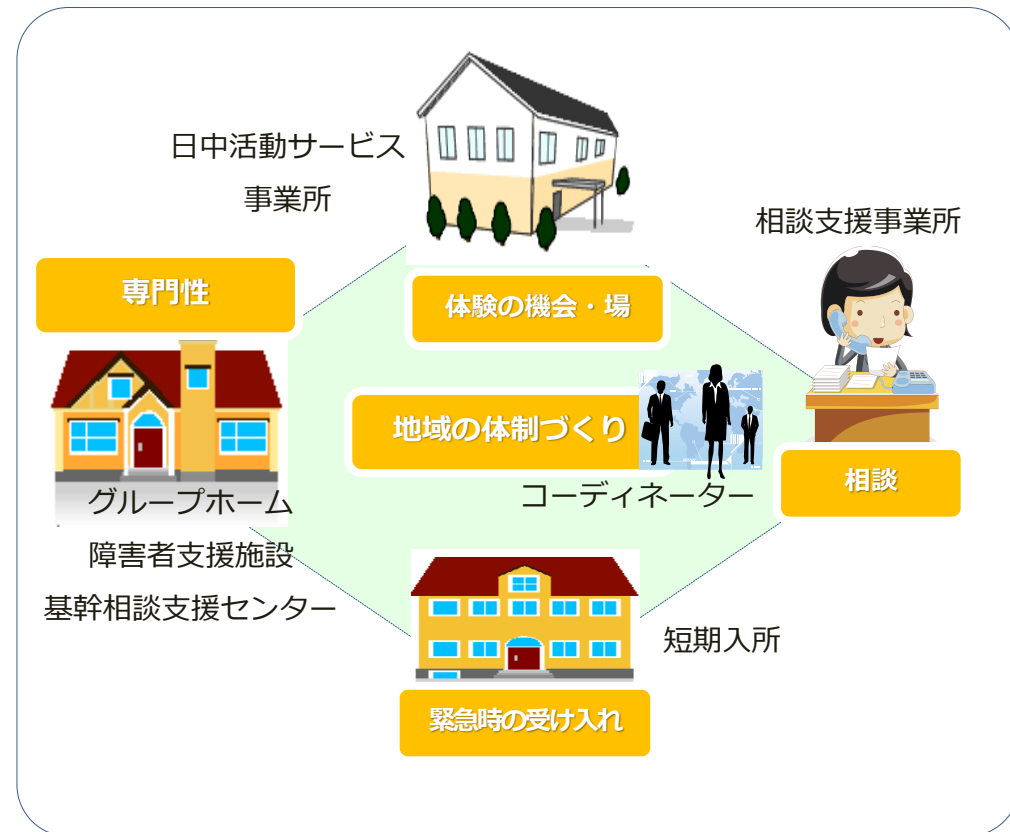 日中活動サービス
事業所
相談支援事業所
専門性
体験の機会・場
地域の体制づくり
コーディネーター
相談
グループホーム
障害者支援施設
基幹相談支援センター
短期入所
緊急時の受け入れ